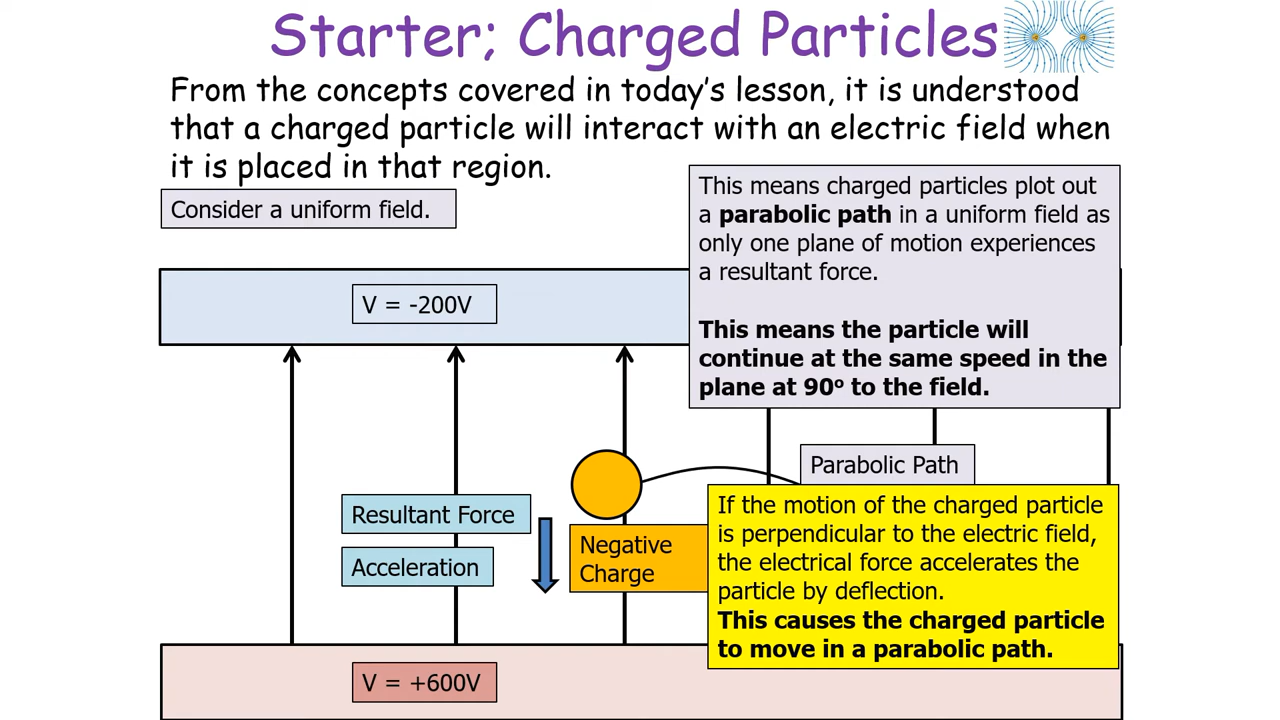 Starter; Charged Particles
From the concepts covered in today's lesson, it is understood
that a charged particle will interact with an electric field when
it is placed in that region.
Consider a uniform field.
This means charged particles plot out
a parabolic path in a uniform field as
only one plane of motion experiences
a resultant force.
This means the particle will
continue at the same speed in the
plane at 90º to the field.
V = -200V
Parabolic Path
Resultant Force
Acceleration
Negative
Charge
If the motion of the charged particle
is perpendicular to the electric field,
the electrical force accelerates the
particle by deflection.
This causes the charged particle
to move in a parabolic path.
V = +600V